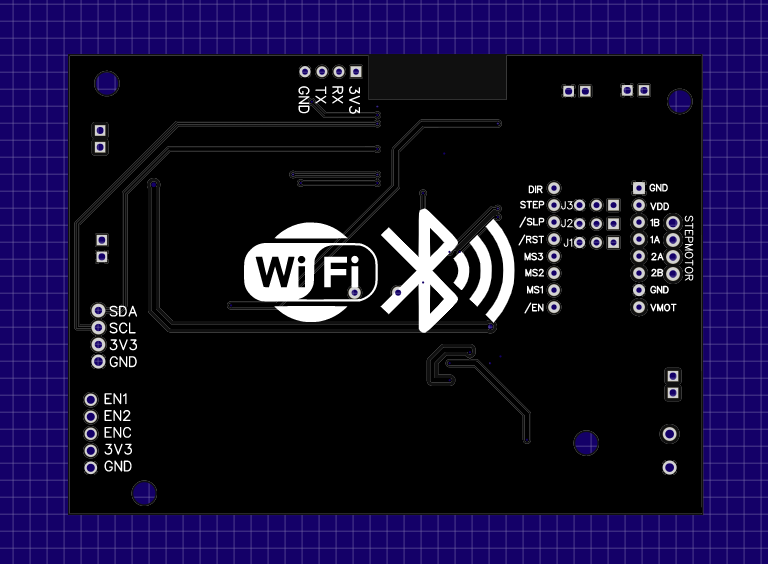 GND
TX
RX
3V3
DIR
STEP
/SLP
/RST
MS3
MS2
MS1
/EN
J3
J2
J1
GND
VDD
1B
1A
2A
2B
GND
VMOT
STEPMOTOR
WiFi
SDA
SCL
3V3
GND
EN1
EN2
ENC
3V3
GND